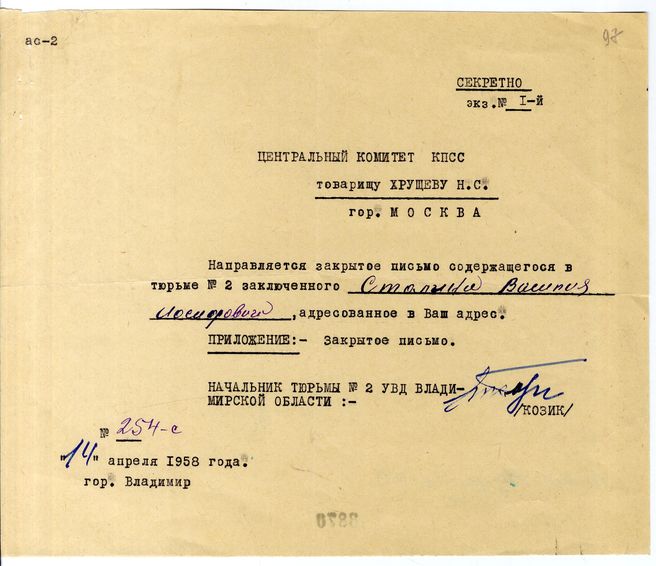 ас-2
97
СЕКРЕТНО
экз.№ I-й
ЦЕНТРАЛЬНЫЙ КОМИТЕТ КПСС
товарищу ХРУЩЕВУ Н.С.
гор. МОСКВА
Направляется закрытое письмо содержащегося в
тюрьме № 2 заключенного Сталина Василия
Иосифовича, адресованное в Ваш адрес.
ПРИЛОЖЕНИЕ:- Закрытое письмо.
НАЧАЛЬНИК ТЮРЬМЫ № 2 УВД ВЛАДИ-
МИРСКОЙ ОБЛАСТИ :-
/КОЗИК/
№ 254-с
"14" апреля 1958 года.
гор. Владимир